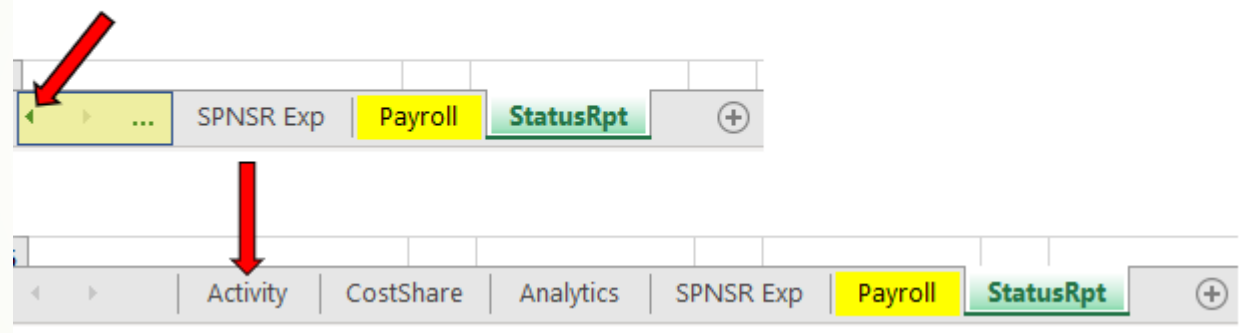 ... SPNSR Exp Payroll StatusRpt
Activity CostShare Analytics SPNSR Exp Payroll StatusRpt